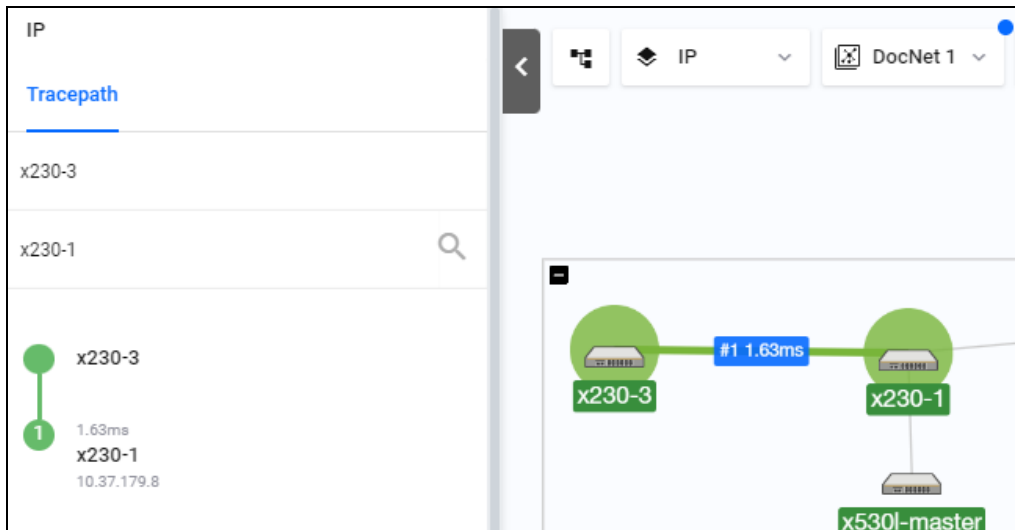 IP
Tracepath
x230-3
x230-1
x230-3
1
1.63ms
x230-1
10.37.179.8
IP
DocNet 1
#1 1.63ms
x230-3
x230-1
x530l-master